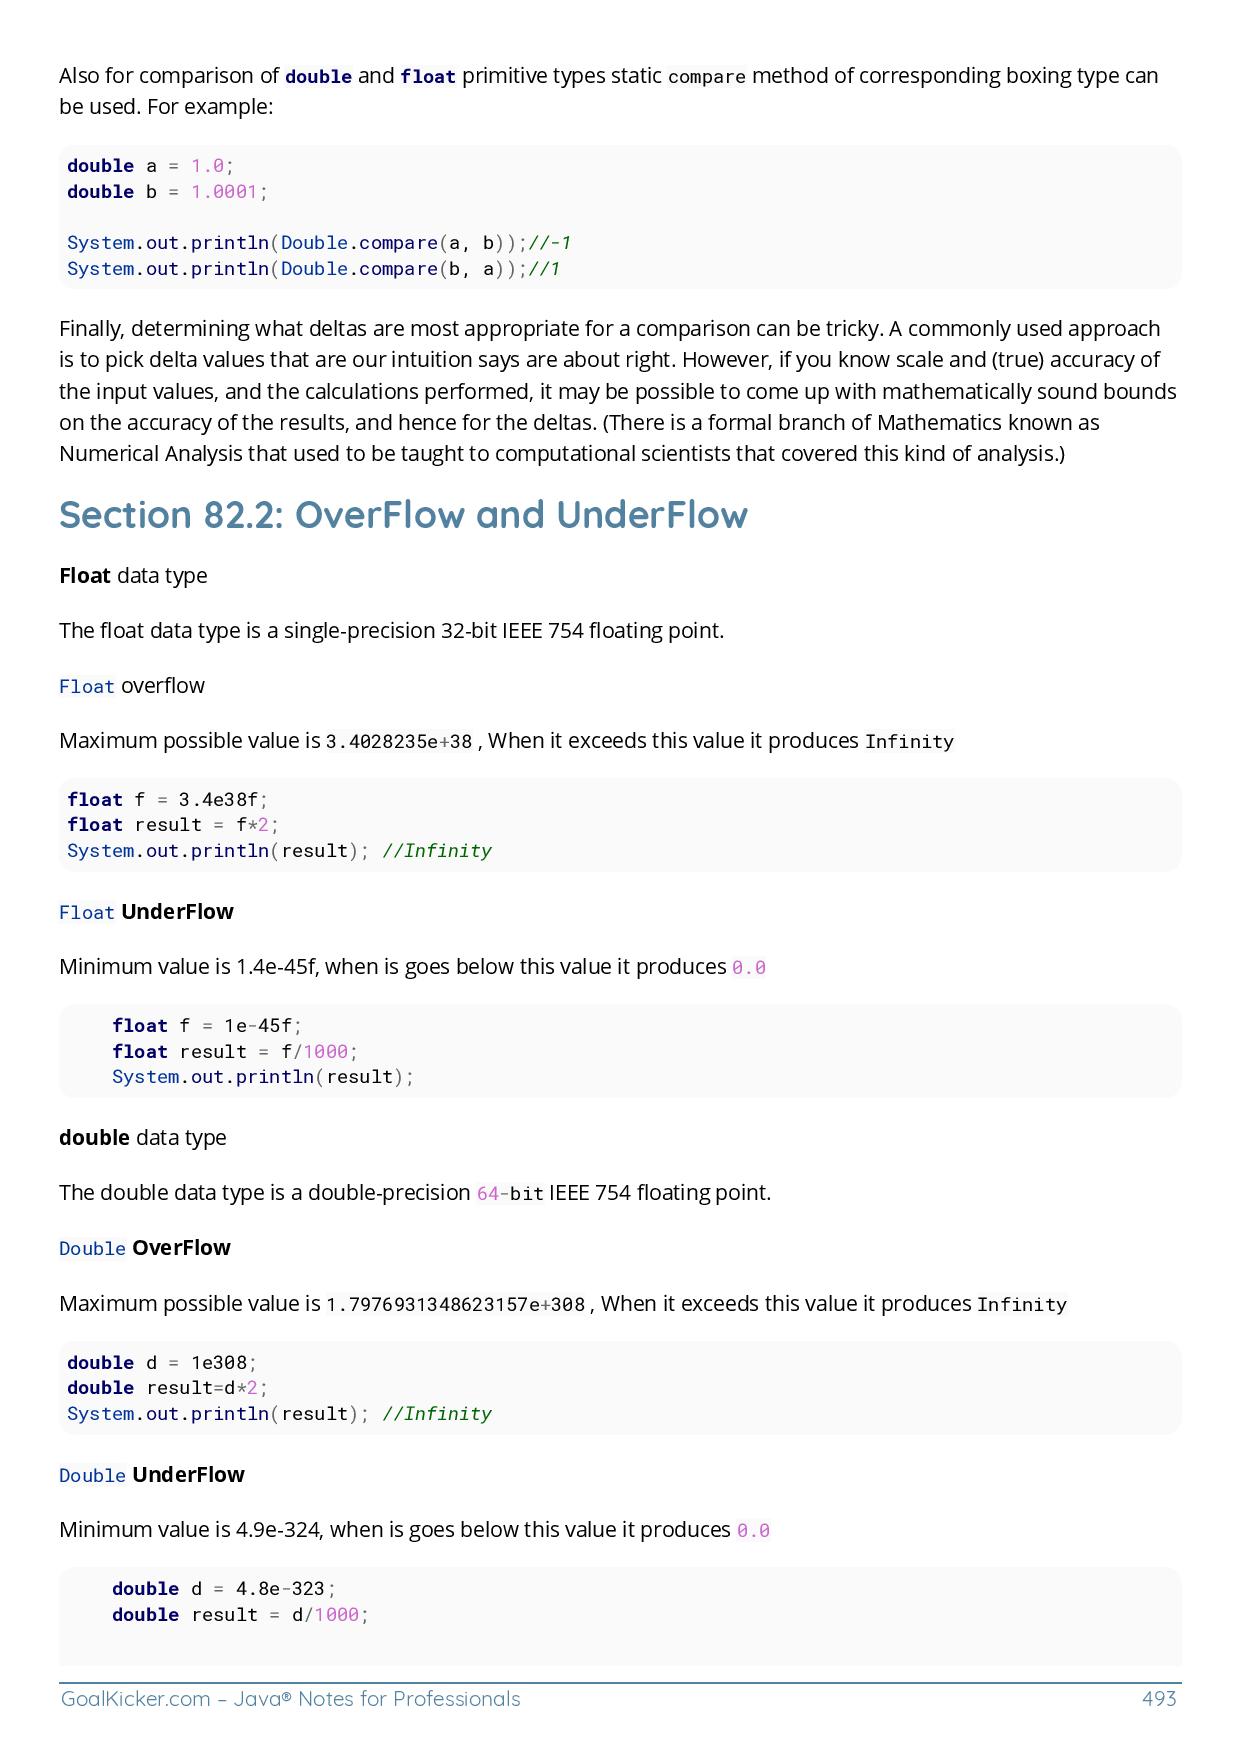 Also for comparison of double and float primitive types static compare method of corresponding boxing type can
be used. For example:
double a = 1.0;
double b = 1.0001;
System.out.println(Double.compare(a, b));//-1
System.out.println(Double.compare(b, a));//1
Finally, determining what deltas are most appropriate for a comparison can be tricky. A commonly used approach
is to pick delta values that are our intuition says are about right. However, if you know scale and (true) accuracy of
the input values, and the calculations performed, it may be possible to come up with mathematically sound bounds
on the accuracy of the results, and hence for the deltas. (There is a formal branch of Mathematics known as
Numerical Analysis that used to be taught to computational scientists that covered this kind of analysis.)
Section 82.2: OverFlow and UnderFlow
Float data type
The float data type is a single-precision 32-bit IEEE 754 floating point.
Float overflow
Maximum possible value is 3.4028235e+38 , When it exceeds this value it produces Infinity
float f = 3.4e38f;
float result = f*2;
System.out.println(result); //Infinity
Float UnderFlow
Minimum value is 1.4e-45f, when is goes below this value it produces 0.0
float f = 1e-45f;
float result = f/1000;
System.out.println(result);
double data type
The double data type is a double-precision 64-bit IEEE 754 floating point.
Double OverFlow
Maximum possible value is 1.7976931348623157e+308 , When it exceeds this value it produces Infinity
double d = 1e308;
double result=d*2;
System.out.println(result); //Infinity
Double UnderFlow
Minimum value is 4.9e-324, when is goes below this value it produces 0.0
double d = 4.8e-323;
double result = d/1000;
GoalKicker.com – Java® Notes for Professionals 493